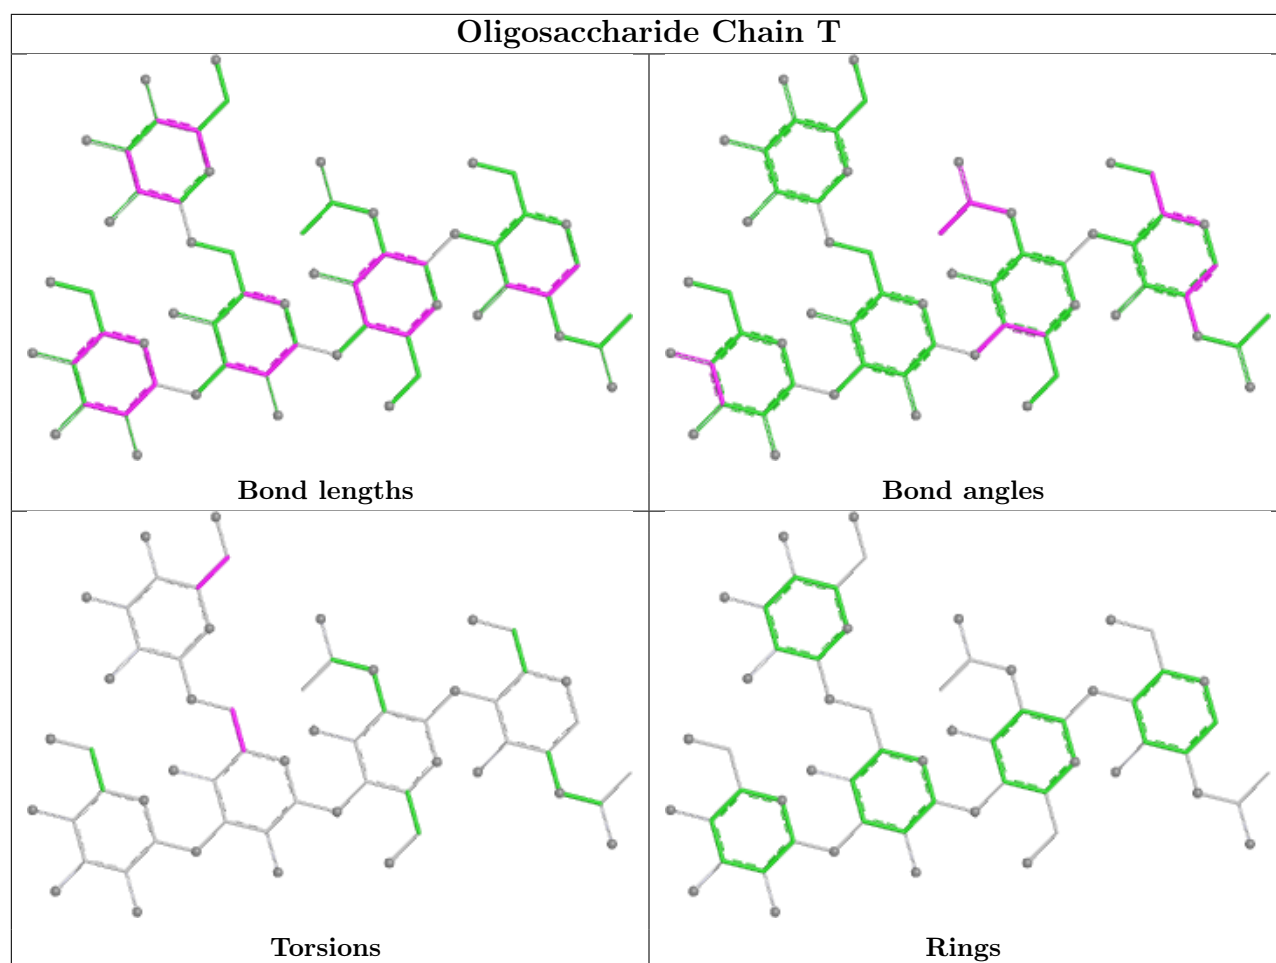 Oligosaccharide Chain T
Bond lengths
Bond angles
Torsions
Rings